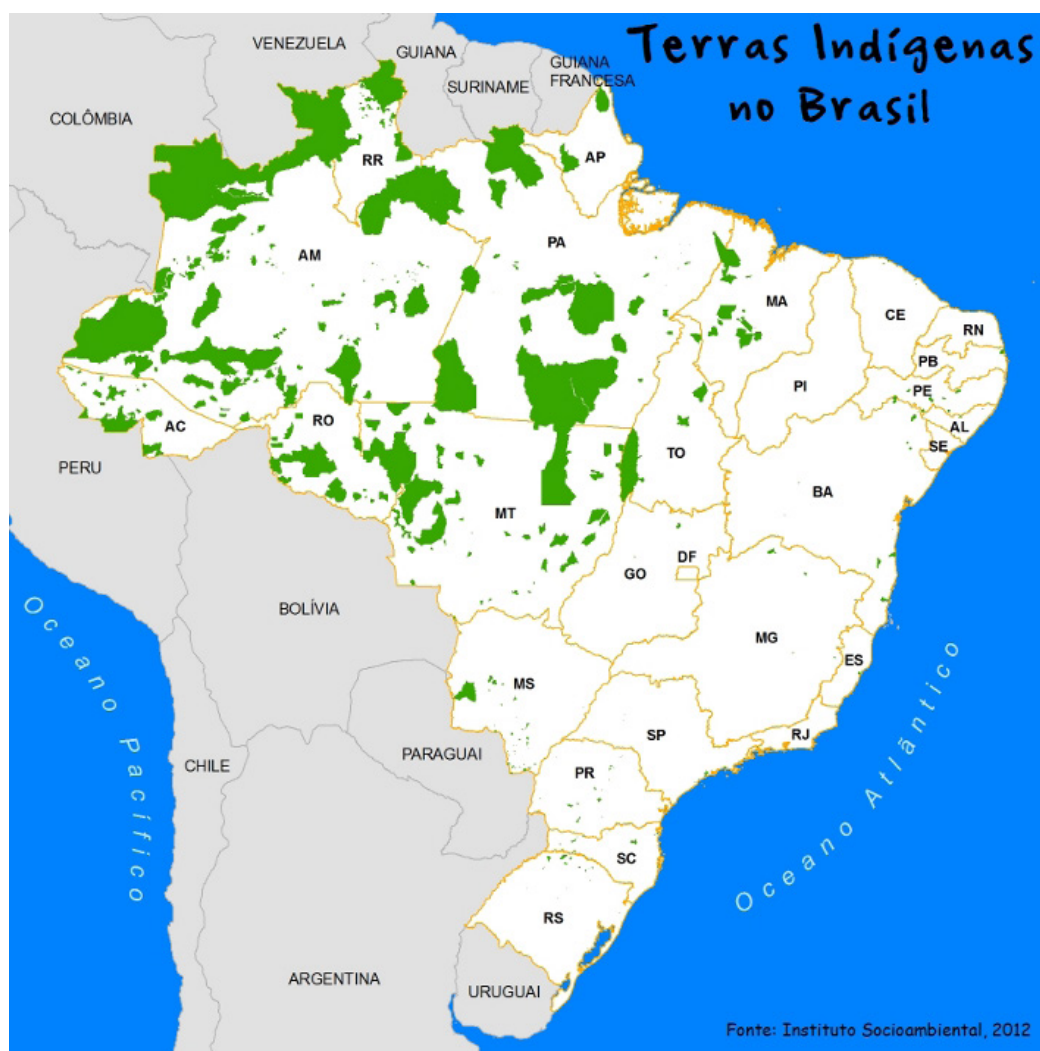 Terras Indígenas
no Brasil
VENEZUELA
GUIANA
SURINAME
GUIANA
FRANCESA
COLÔMBIA
RR
AP
AM
PA
MA
CE
RN
PB
PE
PI
AL
SE
AC
RO
TO
PERU
BA
MT
DF
GO
BOLÍVIA
MG
ES
MS
SP
RJ
PARAGUAI
CHILE
PR
SC
RS
ARGENTINA
URUGUAI
Oceano Pacífico
Oceano Atlântico
Fonte: Instituto Socioambiental, 2012